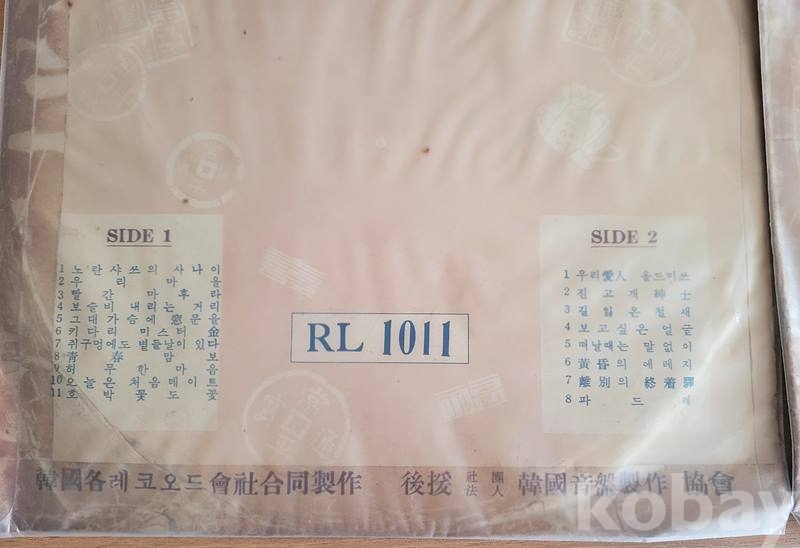 SIDE 1
1 노란샤쓰의 사나이
2 우리마을
3 빨간마후라
4 보슬비 내리는 거리
5 그대가슴에 窓문을
6 키다리 미스터 金
7 쥐구멍에도 볕들날이 있다
8 靑春맘보
9 허무한 마음
10 오늘은 처음데이트
11 호박꽃도 꽃
SIDE 2
1 우리愛人 올드미쓰
2 진고개 紳士
3 길잃은 철새
4 보고싶은 얼굴
5 떠날때는 말없이
6 黃昏의 에레지
7 離別의 終着驛
8 파드레
RL 1011
韓國各레코오드會社合同製作 後援 社法 團人 韓國音盤製作協會
kobay